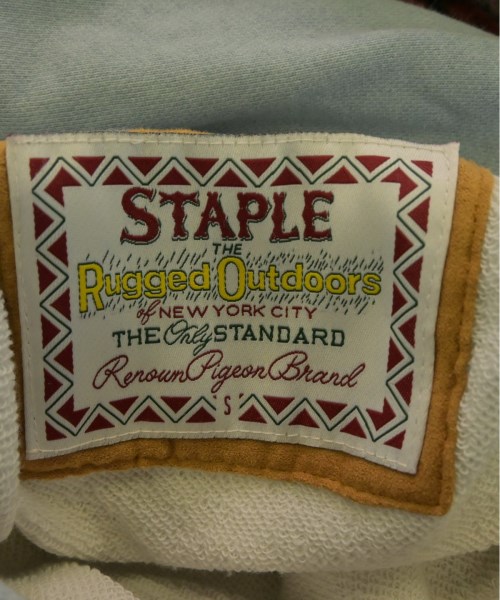 STAPLE
THE
Rugged Outdoors
of NEW YORK CITY
THE Only STANDARD
Renoun Pigeon Brand
S